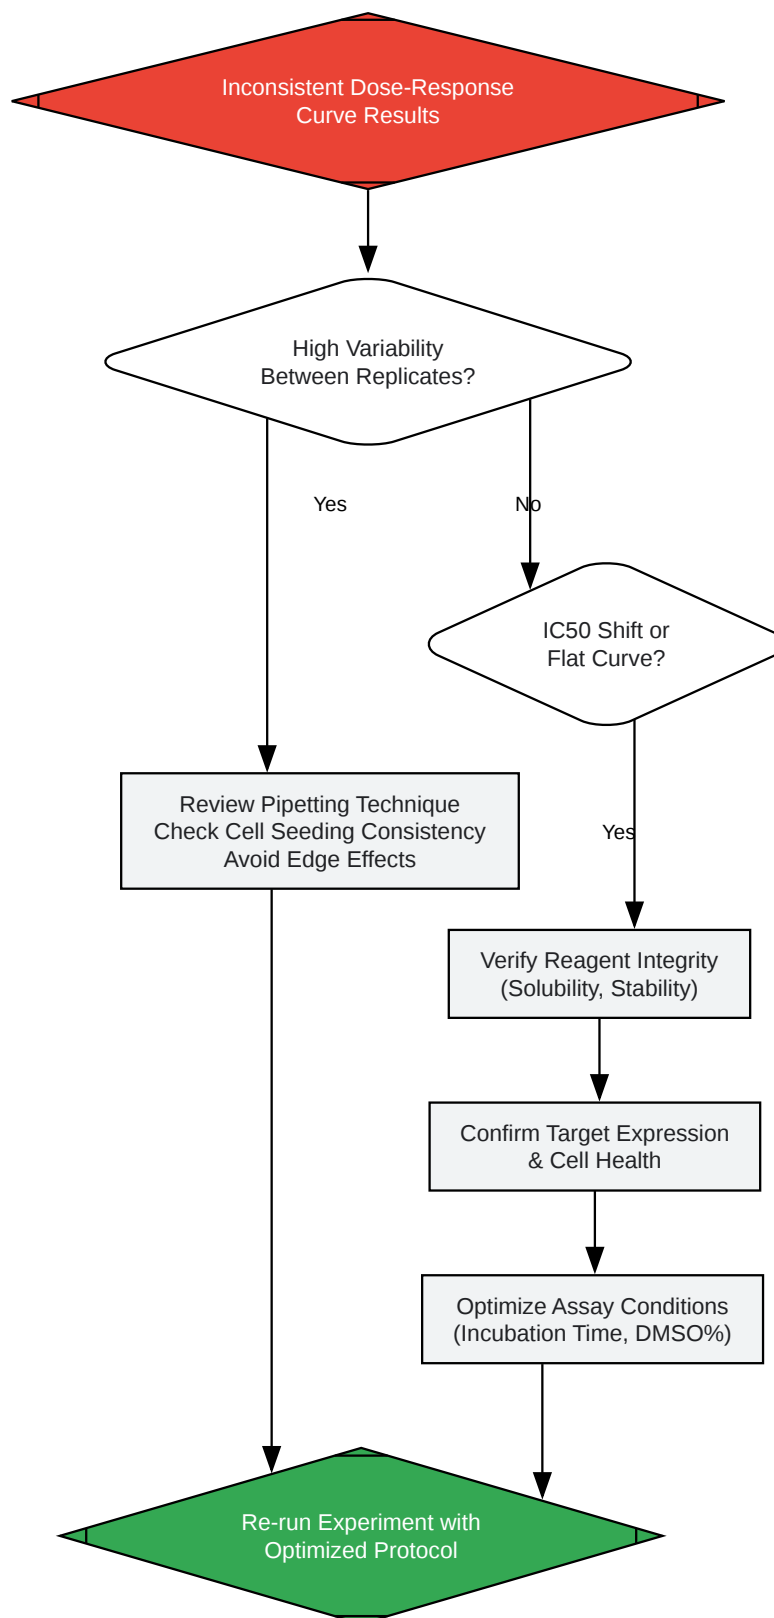 Inconsistent Dose-Response
Curve Results
High Variability
Between Replicates?
Yes
No
IC50 Shift or
Flat Curve?
Review Pipetting Technique
Check Cell Seeding Consistency
Avoid Edge Effects
Yes
Verify Reagent Integrity
(Solubility, Stability)
Confirm Target Expression
& Cell Health
Optimize Assay Conditions
(Incubation Time, DMSO%)
Re-run Experiment with
Optimized Protocol